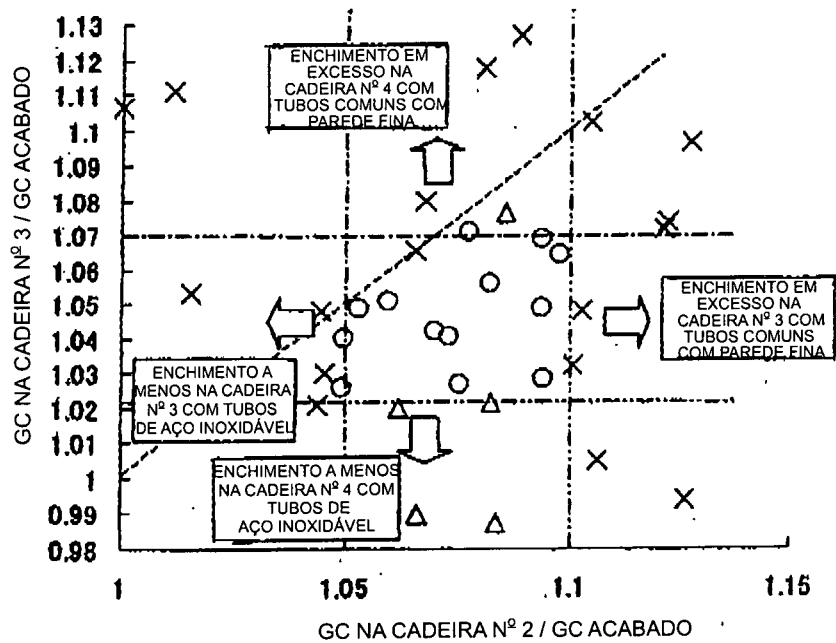 1.13
1.12
1.11
1.1
1.09
1.08
1.07
1.06
1.05
1.04
1.03
1.02
1.01
1
0.99
0.98
GC NA CADEIRA Nº 3 / GC ACABADO
ENCHIMENTO EM
EXCESSO NA
CADEIRA Nº 4 COM
TUBOS COMUNS COM
PAREDE FINA
ENCHIMENTO EM
EXCESSO NA
CADEIRA Nº 3 COM
TUBOS COMUNS
COM PAREDE FINA
ENCHIMENTO A
MENOS NA CADEIRA
Nº 3 COM TUBOS
DE AÇO INOXIDÁVEL
ENCHIMENTO A MENOS
NA CADEIRA Nº 4 COM
TUBOS DE
AÇO INOXIDÁVEL
1
1.05
1.1
1.15
GC NA CADEIRA Nº 2 / GC ACABADO